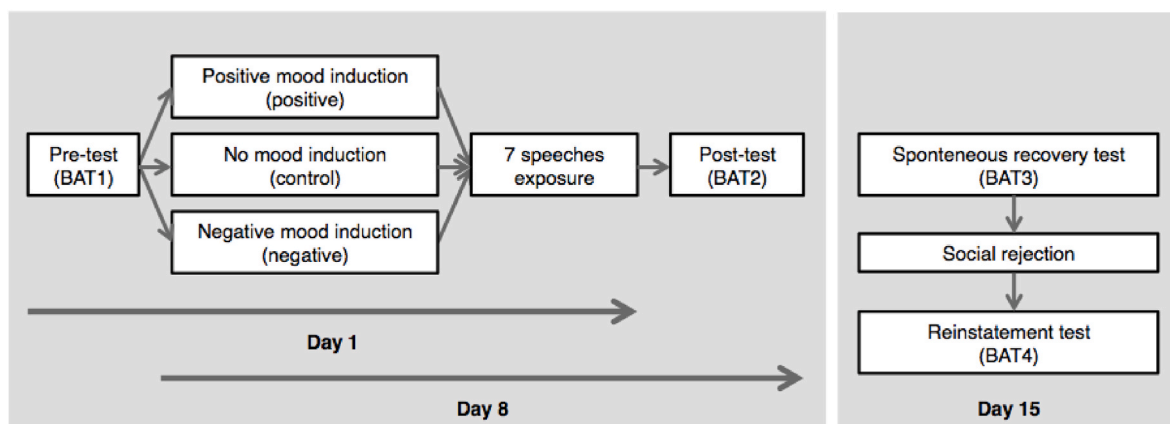 Positive mood induction
(positive)
Pre-test
(BAT1)
No mood induction
(control)
7 speeches
exposure
Post-test
(BAT2)
Negative mood induction
(negative)
Day 1
Day 8
Sponteneous recovery test
(BAT3)
Social rejection
Reinstatement test
(BAT4)
Day 15